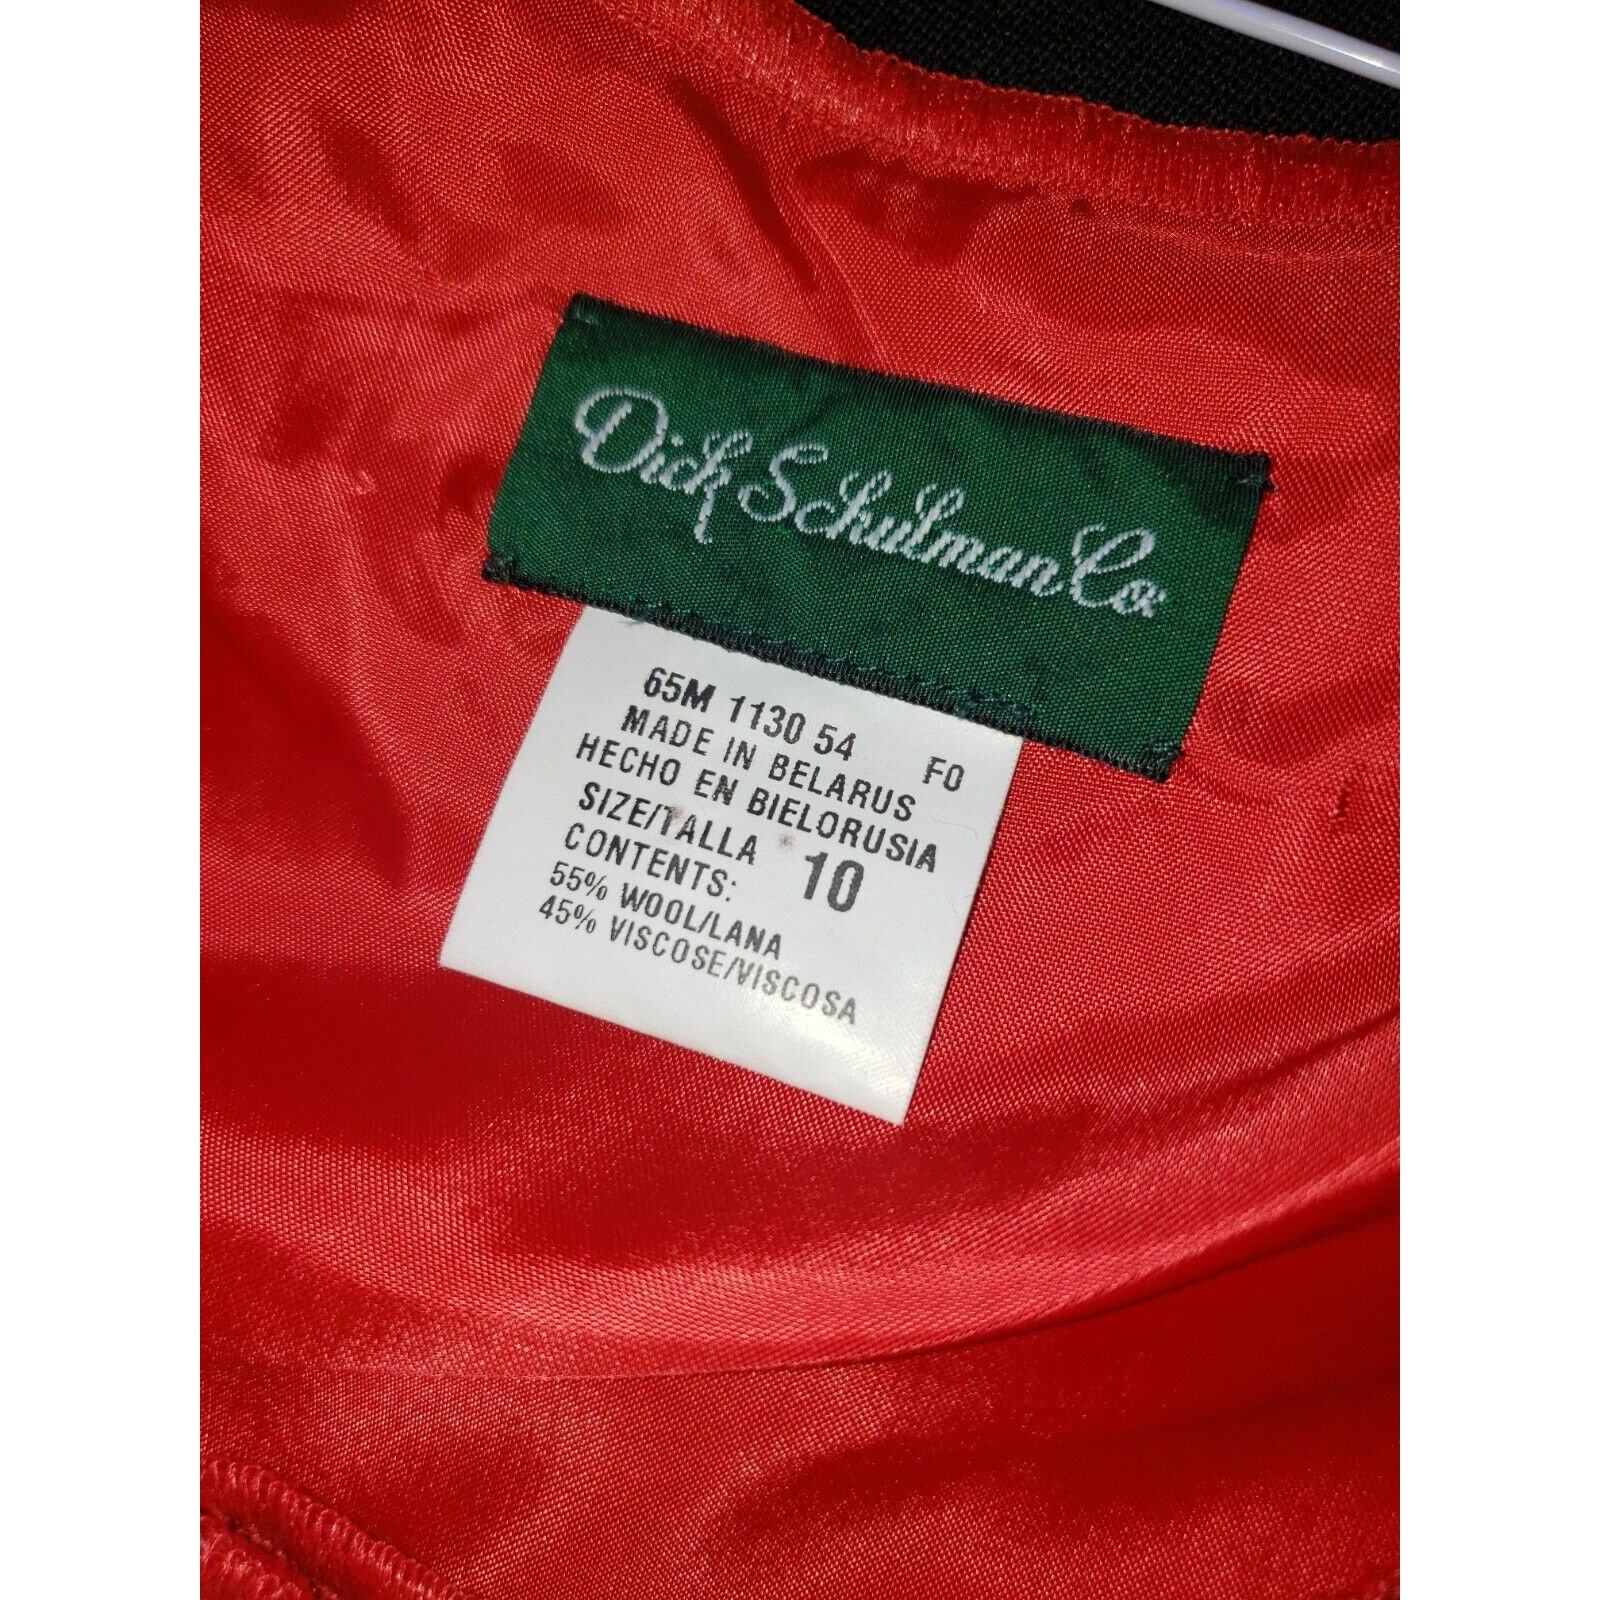 Dick Schulman Co.
65M 1130 54 F0
MADE IN BELARUS
HECHO EN BIELORUSIA
SIZE/TALLA 10
CONTENTS:
55% WOOL/LANA
45% VISCOSE/VISCOSA